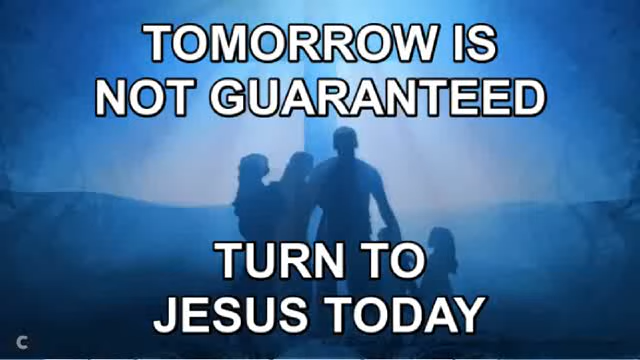 TOMORROW IS
NOT GUARANTEED
TURN TO
JESUS TODAY
C